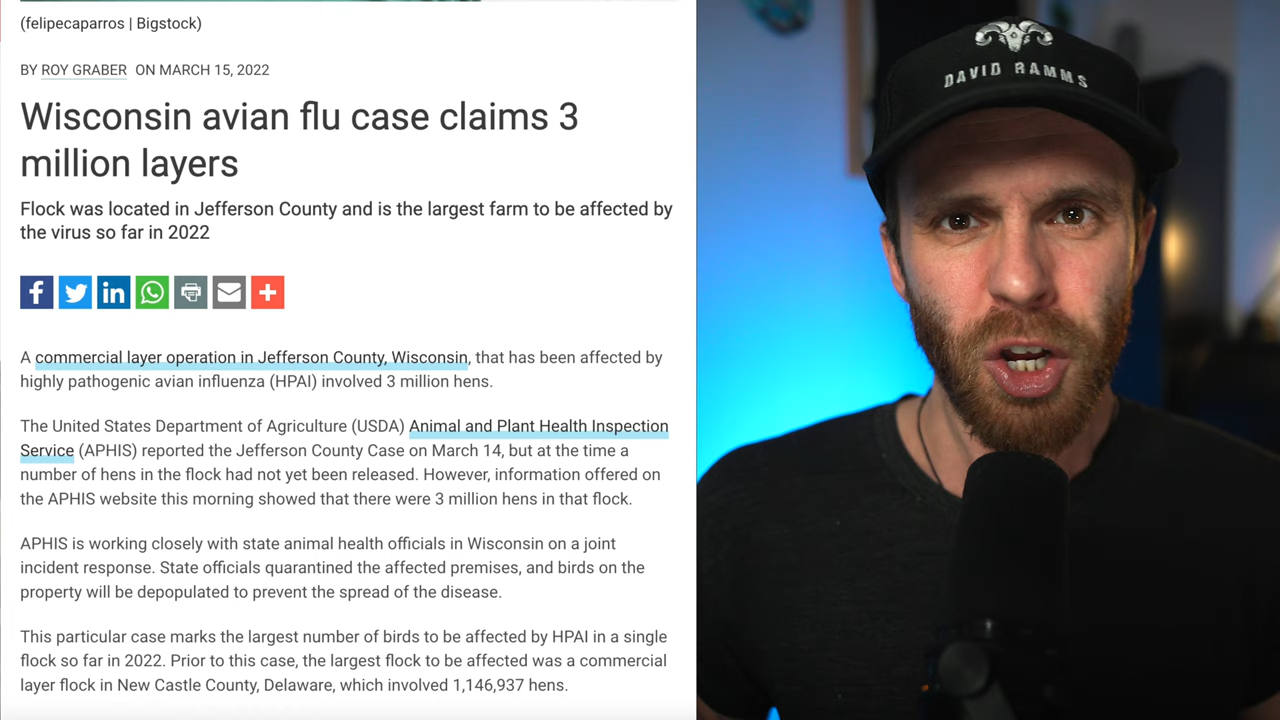 (felipecaparros | Bigstock)
BY ROY GRABER ON MARCH 15, 2022
Wisconsin avian flu case claims 3
million layers
Flock was located in Jefferson County and is the largest farm to be affected by
the virus so far in 2022
A commercial layer operation in Jefferson County, Wisconsin, that has been affected by
highly pathogenic avian influenza (HPAI) involved 3 million hens.
The United States Department of Agriculture (USDA) Animal and Plant Health Inspection
Service (APHIS) reported the Jefferson County Case on March 14, but at the time a
number of hens in the flock had not yet been released. However, information offered on
the APHIS website this morning showed that there were 3 million hens in that flock.
APHIS is working closely with state animal health officials in Wisconsin on a joint
incident response. State officials quarantined the affected premises, and birds on the
property will be depopulated to prevent the spread of the disease.
This particular case marks the largest number of birds to be affected by HPAI in a single
flock so far in 2022. Prior to this case, the largest flock to be affected was a commercial
layer flock in New Castle County, Delaware, which involved 1,146,937 hens.
DAVID RAMMS